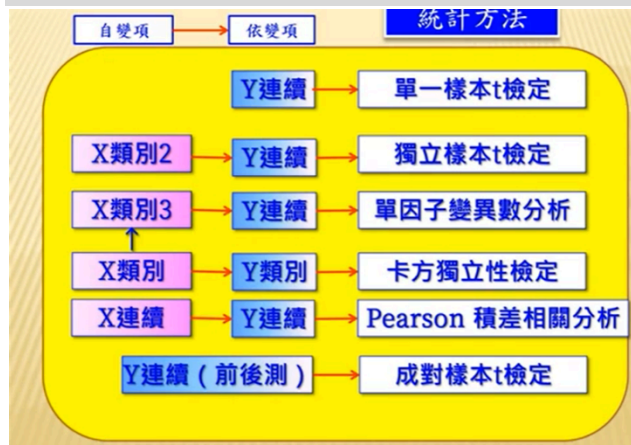 自變項 依變項 統計方法
Y連續 單一樣本t檢定
X類別2 Y連續 獨立樣本t檢定
X類別3 Y連續 單因子變異數分析
X類別 Y類別 卡方獨立性檢定
X連續 Y連續 Pearson 積差相關分析
Y連續（前後測） 成對樣本t檢定